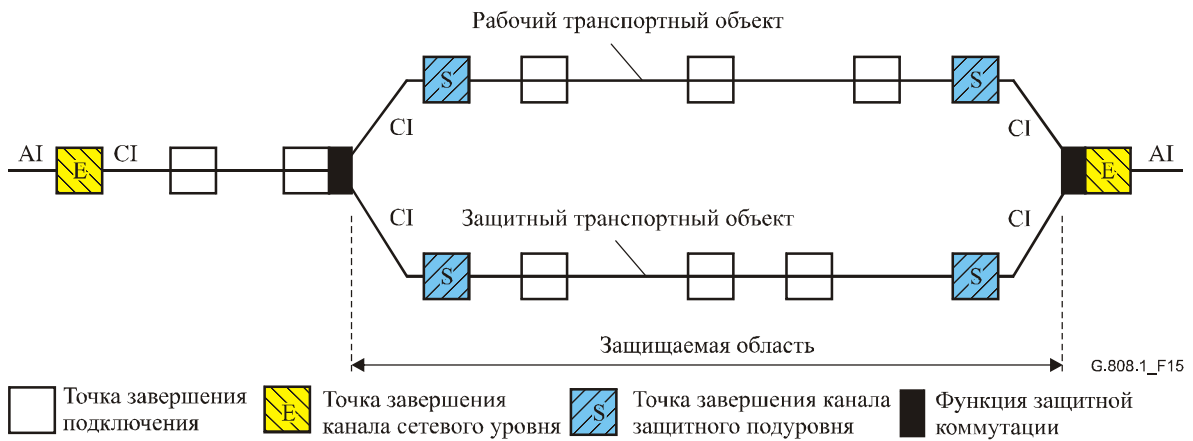 Рабочий транспортный объект
S
S
CI
CI
AI
E
CI
E
AI
CI
Защитный транспортный объект
CI
S
S
Защищаемая область
G.808.1_F15
Точка завершения
подключения
E
Точка завершения
канала сетевого уровня
S
Точка завершения канала
защитного подуровня
Функция защитной
коммутации